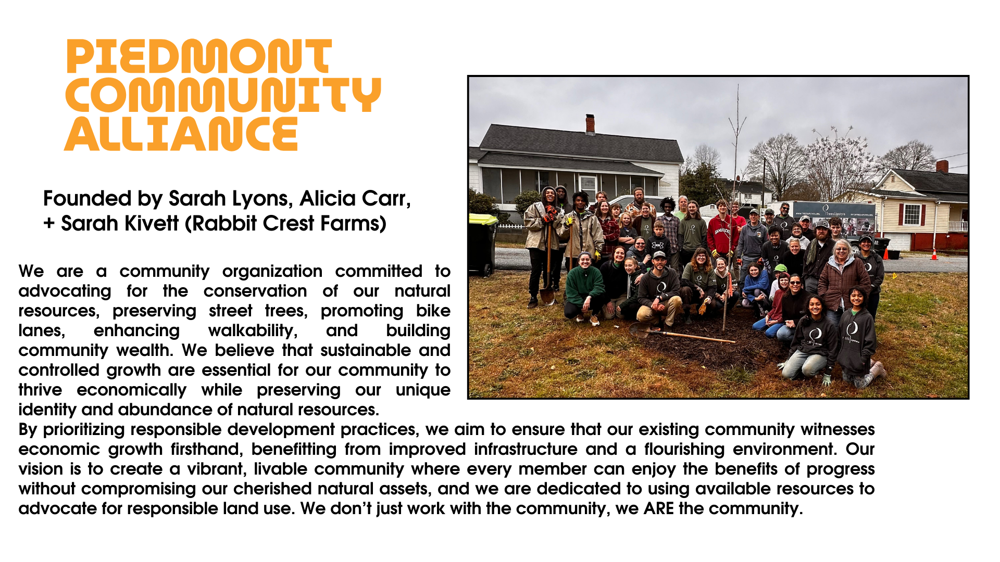 PIEDMONT
COMMUNITY
ALLIANCE
Founded by Sarah Lyons, Alicia Carr,
+ Sarah Kivett (Rabbit Crest Farms)
We are a community organization committed to
advocating for the conservation of our natural
resources, preserving street trees, promoting bike
lanes, enhancing walkability, and building
community wealth. We believe that sustainable and
controlled growth are essential for our community to
thrive economically while preserving our unique
identity and abundance of natural resources.
By prioritizing responsible development practices, we aim to ensure that our existing community witnesses
economic growth firsthand, benefitting from improved infrastructure and a flourishing environment. Our
vision is to create a vibrant, livable community where every member can enjoy the benefits of progress
without compromising our cherished natural assets, and we are dedicated to using available resources to
advocate for responsible land use. We don’t just work with the community, we ARE the community.
WWW.TREESUPSTATE.ORG
TreesUpstate
GAMECOCKS